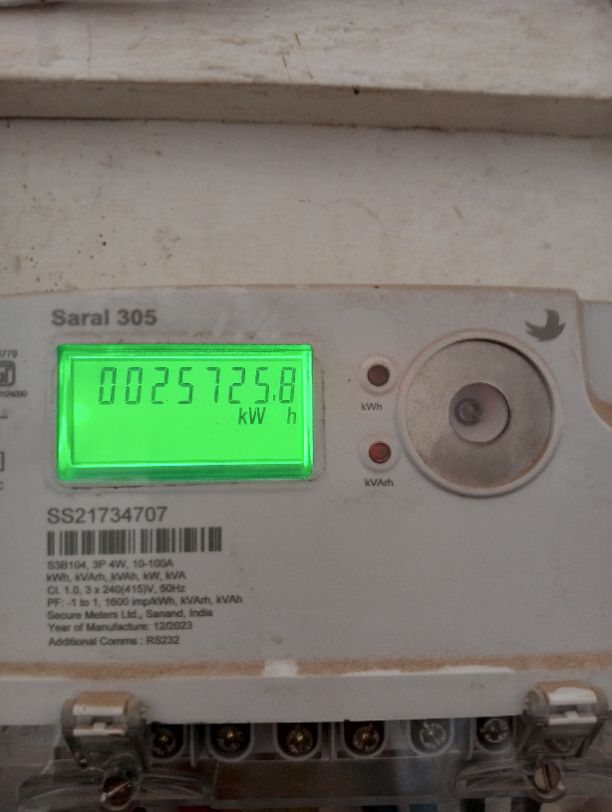 Saral 305
0025725.8
kW h
kWh
kVArh
SS21734707
S3B104, 3P 4W, 10-100A
kWh, kVArh, kVAh, kW, kVA
Cl. 1.0, 3 x 240(415)V, 50Hz
PF: -1 to 1, 1600 imp/kWh, kVArh, kVAh
Secure Meters Ltd., Sanand, India
Year of Manufacture: 12/2023
Additional Comms : RS232